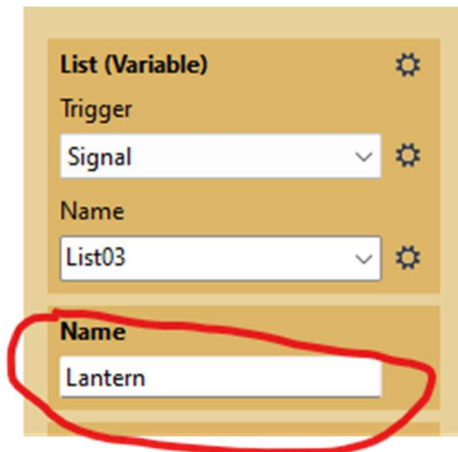 List (Variable)
Trigger
Signal
Name
List03
Name
Lantern